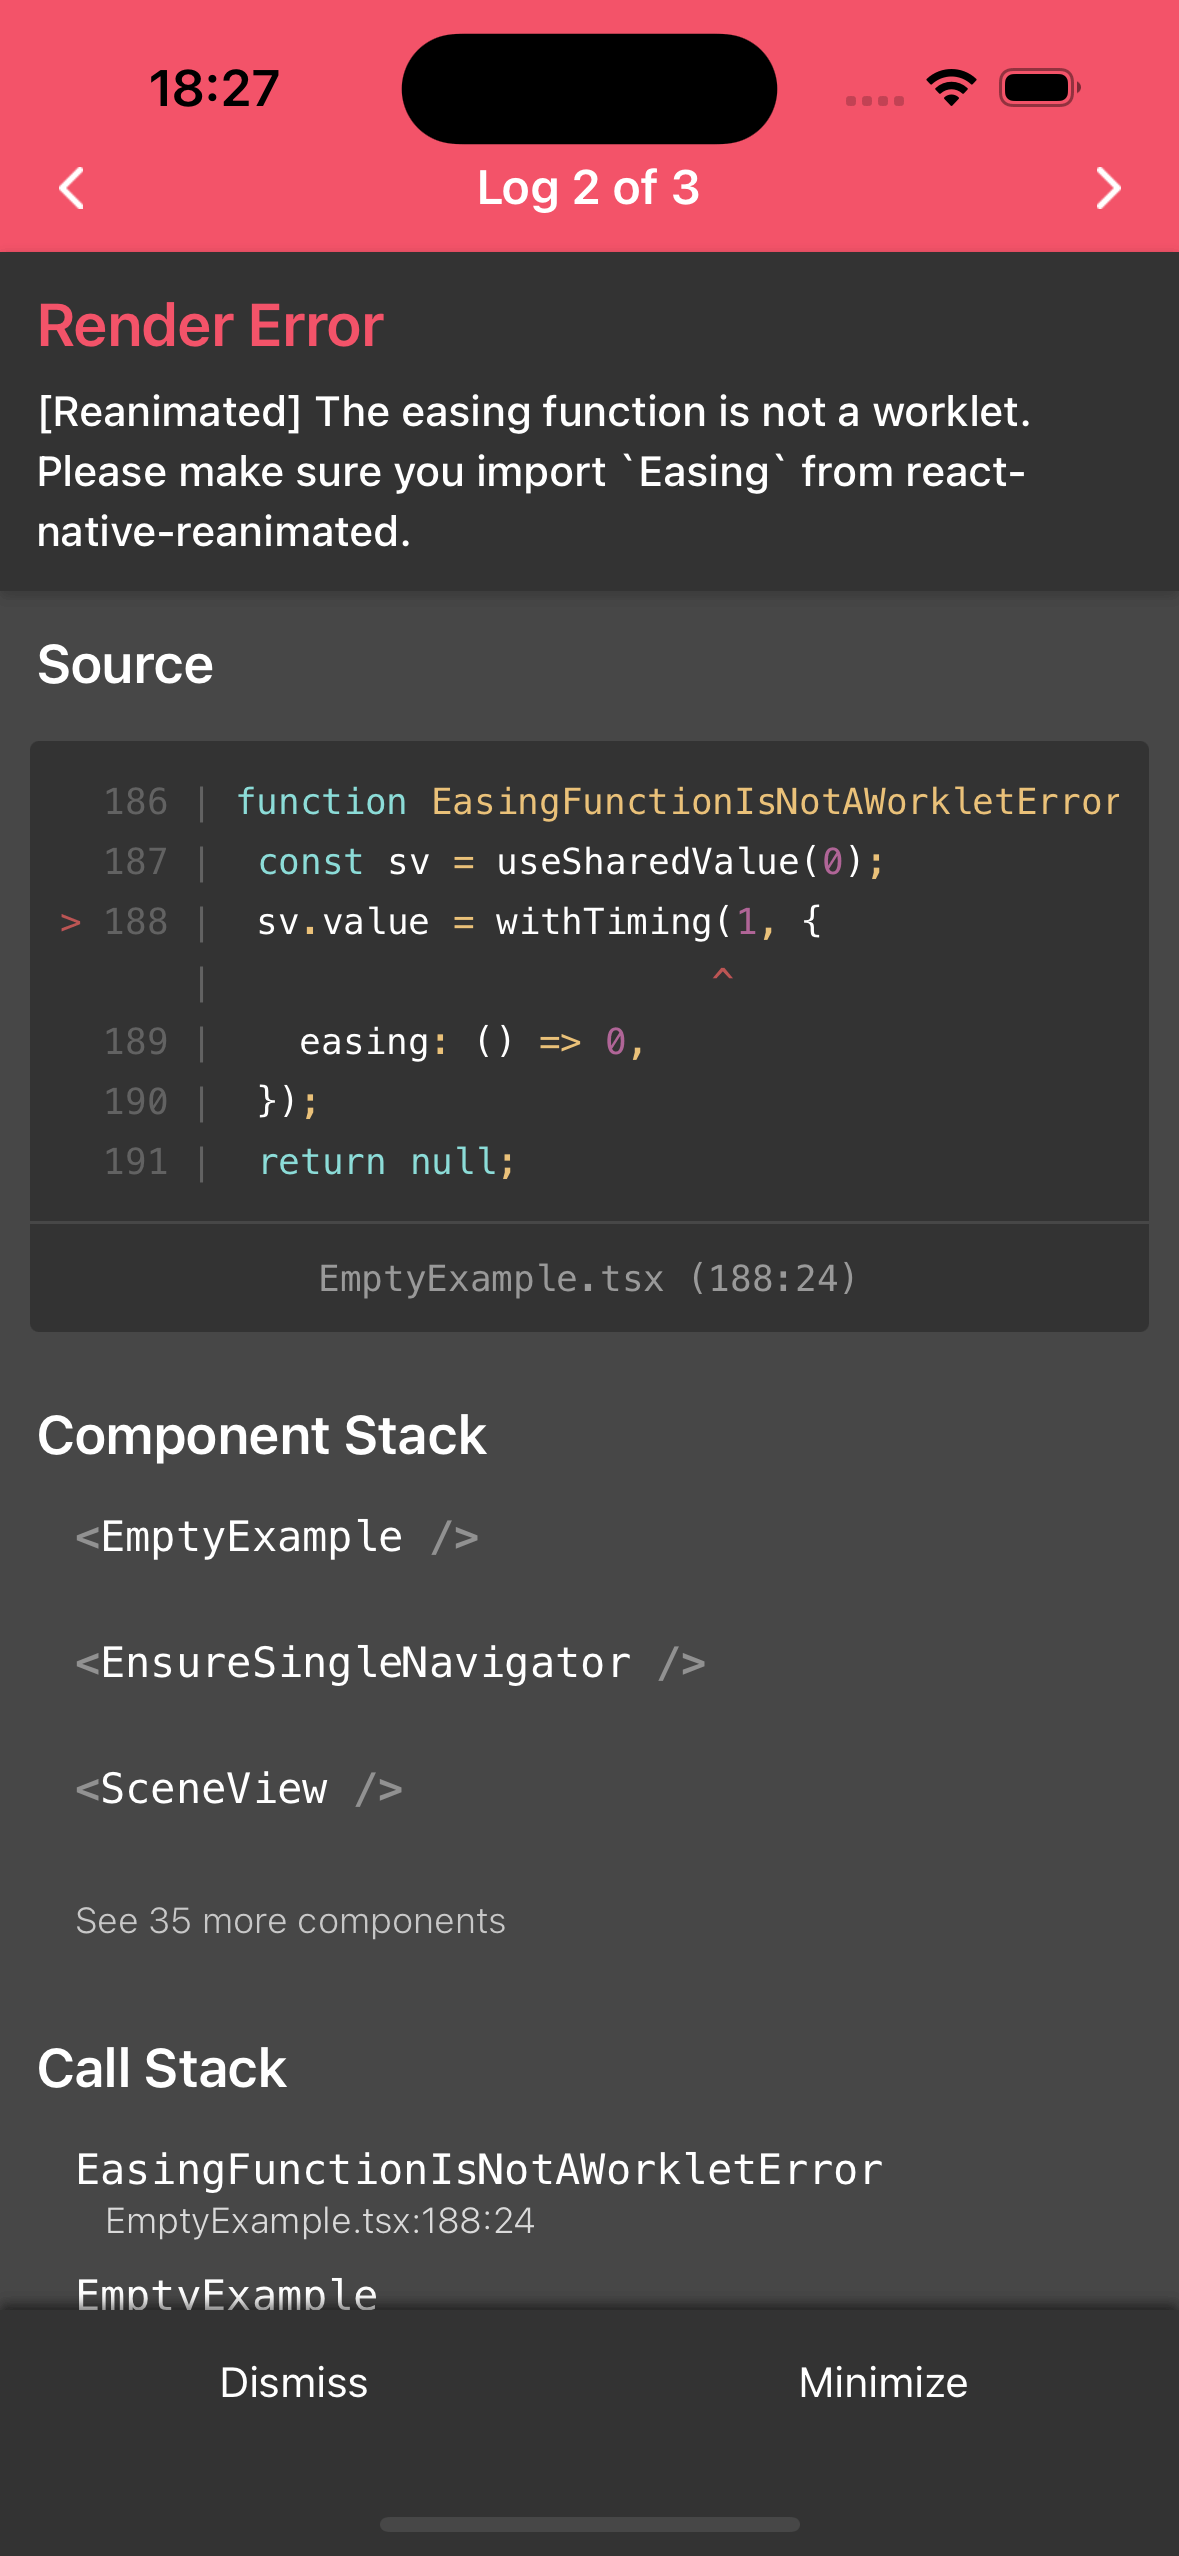 18:27
Log 2 of 3
Render Error
[Reanimated] The easing function is not a worklet.
Please make sure you import `Easing` from react-
native-reanimated.
Source
186 | function EasingFunctionIsNotAWorkletError
187 |  const sv = useSharedValue(0);
> 188 |  sv.value = withTiming(1, {
|                        ^
189 |    easing: () => 0,
190 |  });
191 |  return null;
EmptyExample.tsx (188:24)
Component Stack
<EmptyExample />
<EnsureSingleNavigator />
<SceneView />
See 35 more components
Call Stack
EasingFunctionIsNotAWorkletError
EmptyExample.tsx:188:24
EmptyExample
Dismiss
Minimize